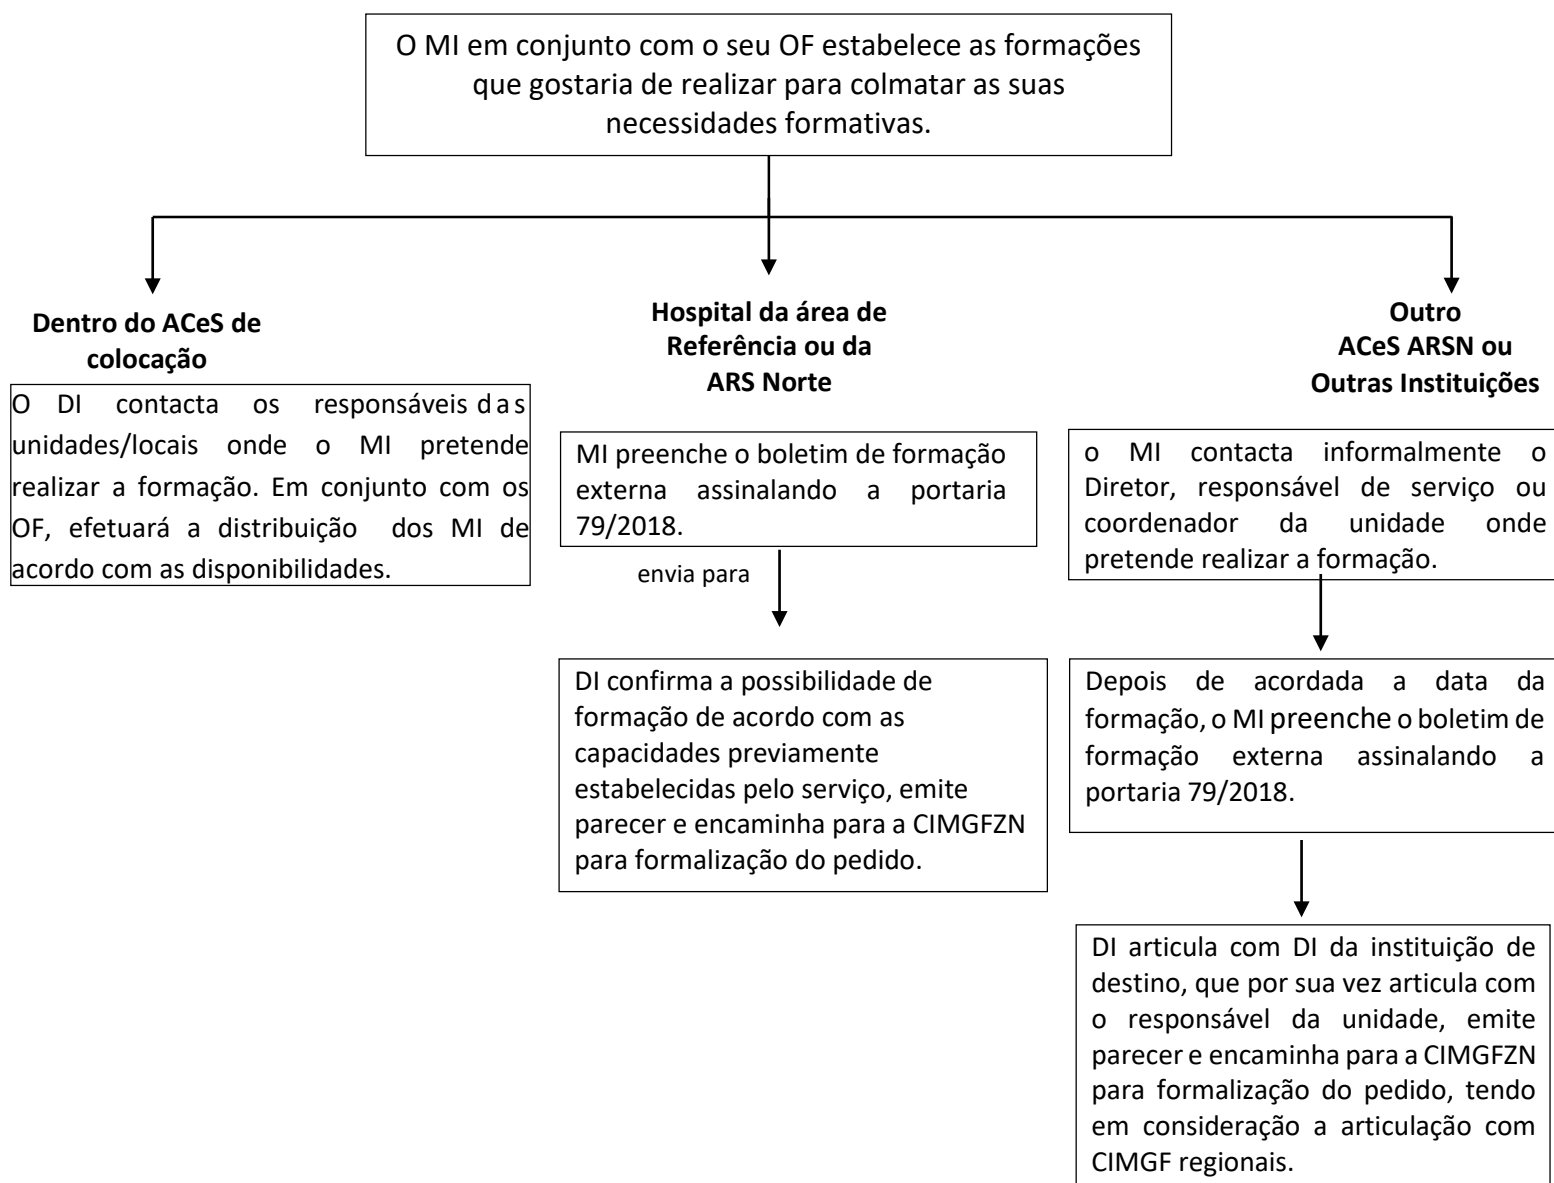 O MI em conjunto com o seu OF estabelece as formações
que gostaria de realizar para colmatar as suas
necessidades formativas.
Dentro do ACeS de
colocação
O DI contacta os responsáveis das
unidades/locais onde o MI pretende
realizar a formação. Em conjunto com os
OF, efetuará a distribuição dos MI de
acordo com as disponibilidades.
Hospital da área de
Referência ou da
ARS Norte
MI preenche o boletim de formação
externa assinalando a portaria
79/2018.
envia para
DI confirma a possibilidade de
formação de acordo com as
capacidades previamente
estabelecidas pelo serviço, emite
parecer e encaminha para a CIMGFZN
para formalização do pedido.
Outro
ACeS ARSN ou
Outras Instituições
o MI contacta informalmente o
Diretor, responsável de serviço ou
coordenador da unidade onde
pretende realizar a formação.
Depois de acordada a data da
formação, o MI preenche o boletim de
formação externa assinalando a
portaria 79/2018.
DI articula com DI da instituição de
destino, que por sua vez articula com
o responsável da unidade, emite
parecer e encaminha para a CIMGFZN
para formalização do pedido, tendo
em consideração a articulação com
CIMGF regionais.